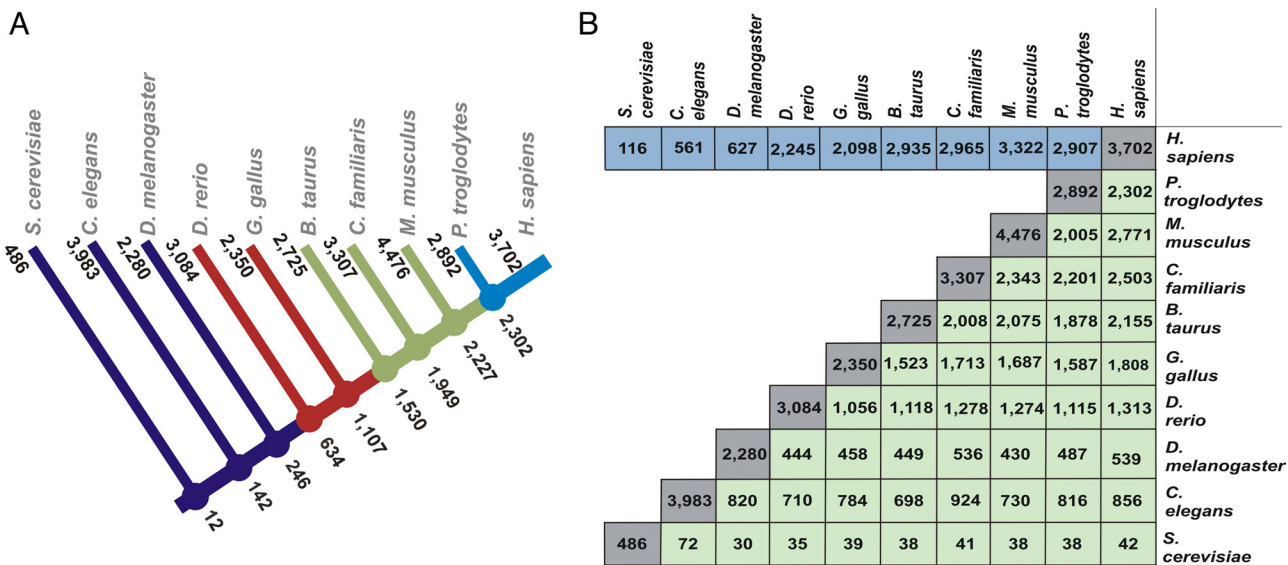 A
S. cerevisiae
C. elegans
D. melanogaster
D. rerio
G. gallus
B. taurus
C. familiaris
M. musculus
P. troglodytes
H. sapiens
486
3,983
2,280
3,084
2,350
2,725
3,307
4,476
2,892
3,702
12
142
246
634
1,107
1,530
1,949
2,227
2,302
B
S.
cerevisiae
C.
elegans
D.
melanogaster
D.
rerio
G.
gallus
B.
taurus
C.
familiaris
M.
musculus
P.
troglodytes
H.
sapiens
116 561 627 2,245 2,098 2,935 2,965 3,322 2,907 3,702 H.
sapiens
2,892 2,302 P.
troglodytes
4,476 2,005 2,771 M.
musculus
3,307 2,343 2,201 2,503 C.
familiaris
2,725 2,008 2,075 1,878 2,155 B.
taurus
2,350 1,523 1,713 1,687 1,587 1,808 G.
gallus
3,084 1,056 1,118 1,278 1,274 1,115 1,313 D.
rerio
2,280 444 458 449 536 430 487 539 D.
melanogaster
3,983 820 710 784 698 924 730 816 856 C.
elegans
486 72 30 35 39 38 41 38 38 42 S.
cerevisiae